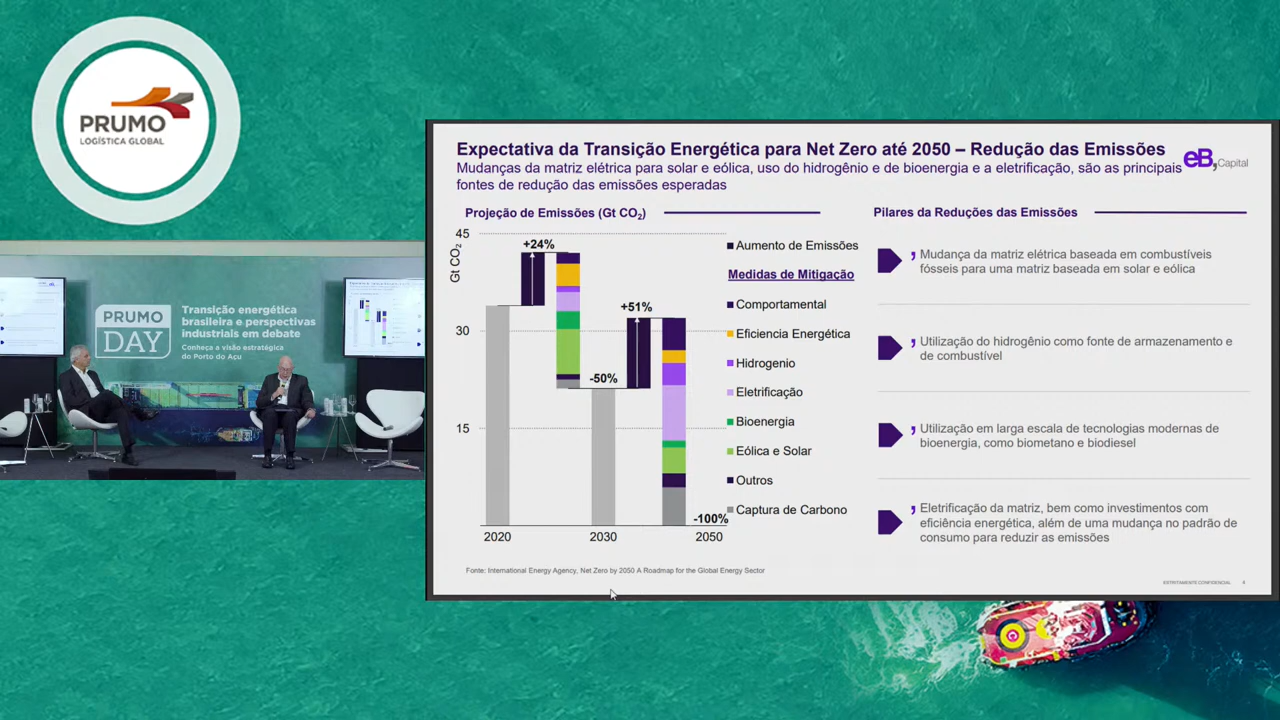 PRUMO
LOGÍSTICA GLOBAL
PRUMO
DAY
Transição energética
brasileira e perspectivas
industriais em debate
Conheça a visão estratégica
do Porto do Açu
Expectativa da Transição Energética para Net Zero até 2050 – Redução das Emissões
Mudanças da matriz elétrica para solar e eólica, uso do hidrogênio e de bioenergia e a eletrificação, são as principais
fontes de redução das emissões esperadas
eB, Capital
Projeção de Emissões (Gt CO₂)
Gt CO₂
45
30
15
+24%
-50%
+51%
-100%
2020
2030
2050
Aumento de Emissões
Medidas de Mitigação
Comportamental
Eficiencia Energética
Hidrogenio
Eletrificação
Bioenergia
Eólica e Solar
Outros
Captura de Carbono
Pilares da Reduções das Emissões
Mudança da matriz elétrica baseada em combustíveis
fósseis para uma matriz baseada em solar e eólica
Utilização do hidrogênio como fonte de armazenamento e
de combustível
Utilização em larga escala de tecnologias modernas de
bioenergia, como biometano e biodiesel
Eletrificação da matriz, bem como investimentos com
eficiência energética, além de uma mudança no padrão de
consumo para reduzir as emissões
Fonte: International Energy Agency, Net Zero by 2050 A Roadmap for the Global Energy Sector
ESTRITAMENTE CONFIDENCIAL 4